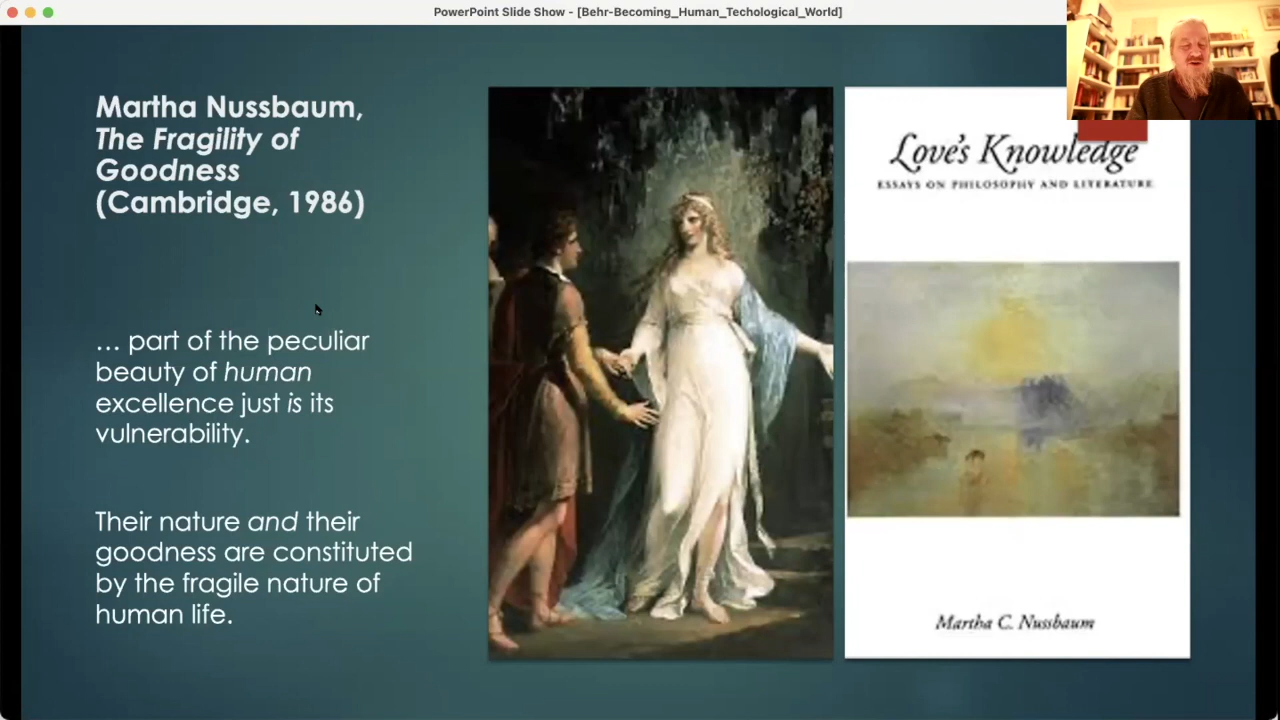 PowerPoint Slide Show - [Behr-Becoming_Human_Techological_World]
Martha Nussbaum,
The Fragility of
Goodness
(Cambridge, 1986)
… part of the peculiar
beauty of human
excellence just is its
vulnerability.
Their nature and their
goodness are constituted
by the fragile nature of
human life.
Love's Knowledge
ESSAYS ON PHILOSOPHY AND LITERATURE
Martha C. Nussbaum